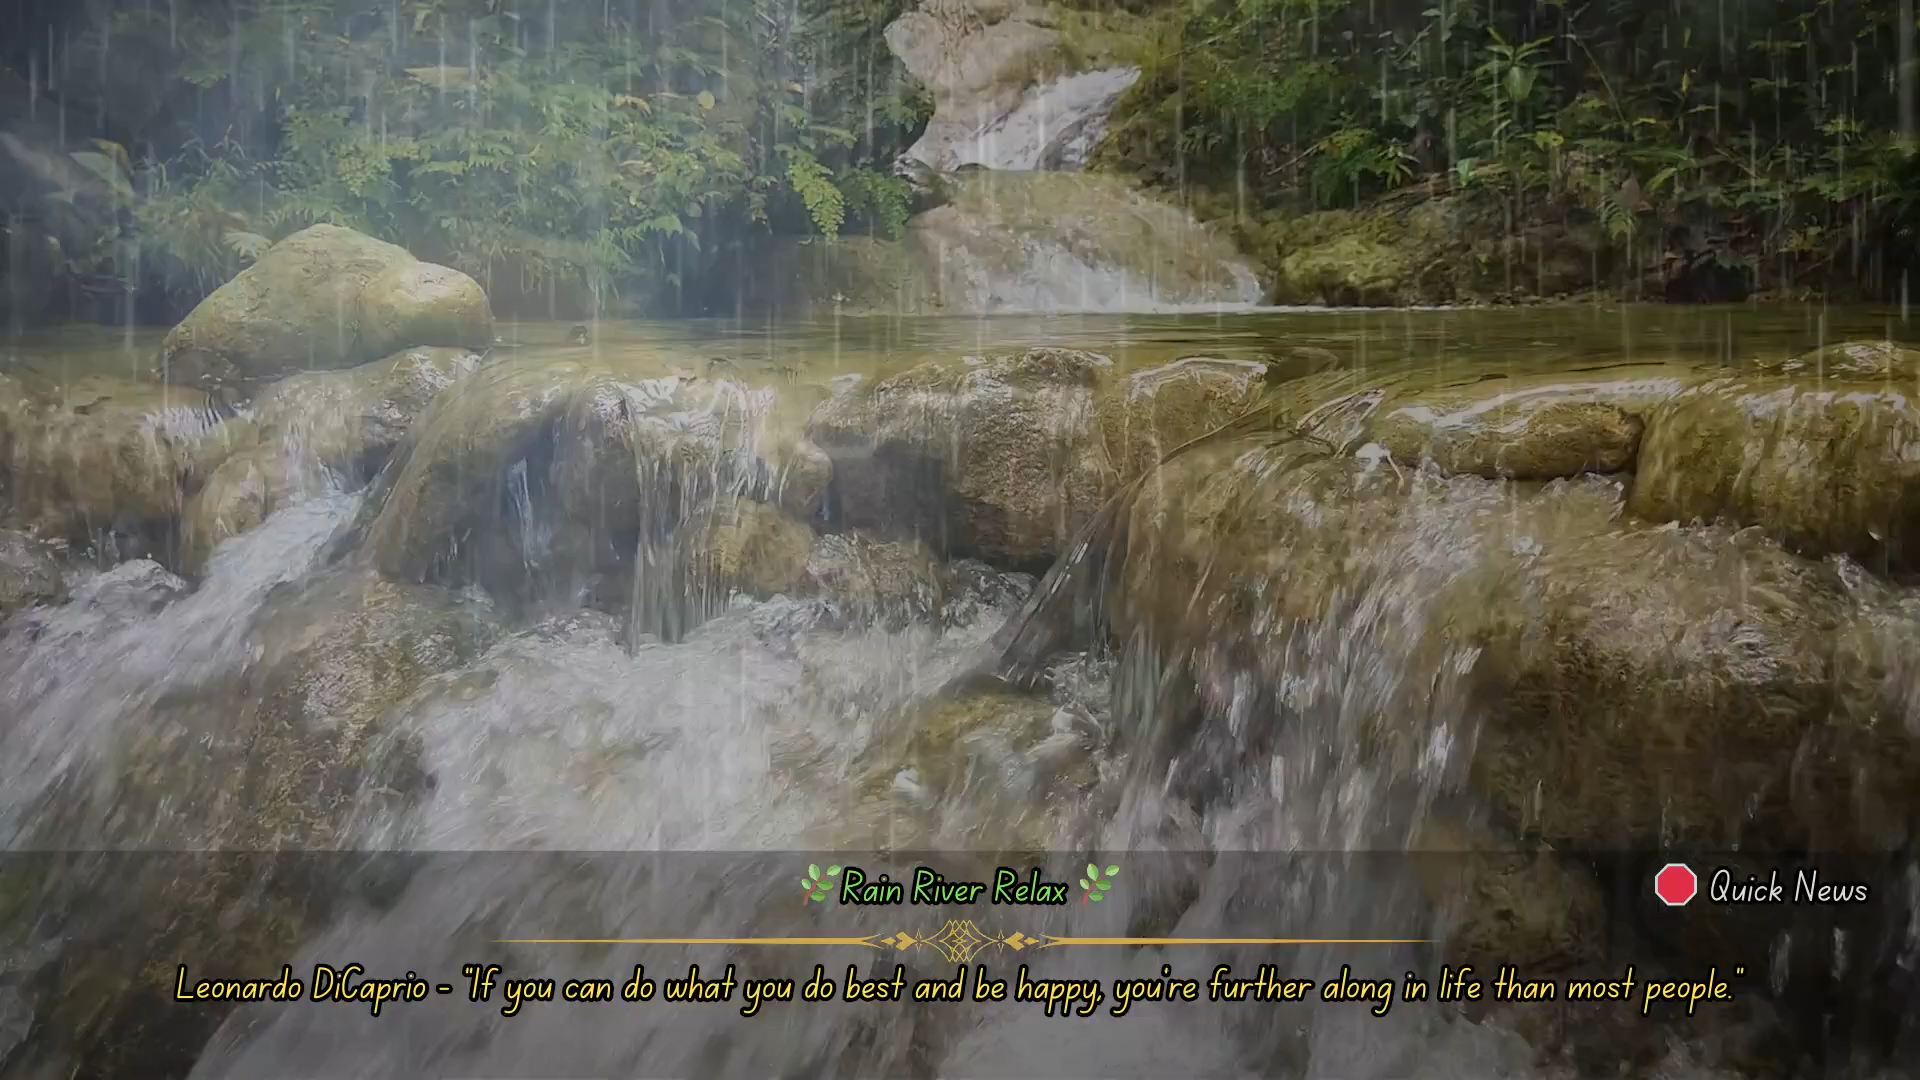 🌿Rain River Relax 🌿
🛑 Quick News
Leonardo DiCaprio - "If you can do what you do best and be happy, you're further along in life than most people."